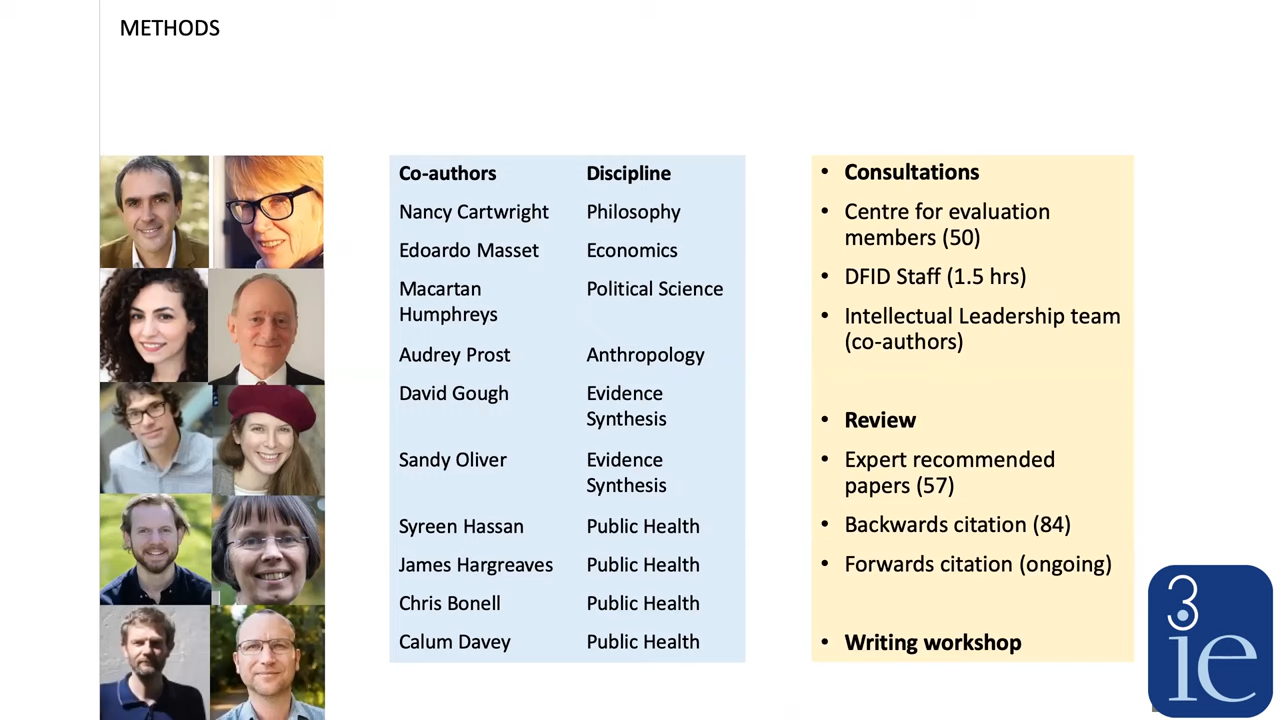 METHODS
Co-authors Discipline
Nancy Cartwright Philosophy
Edoardo Masset Economics
Macartan Humphreys Political Science
Audrey Prost Anthropology
David Gough Evidence Synthesis
Sandy Oliver Evidence Synthesis
Syreen Hassan Public Health
James Hargreaves Public Health
Chris Bonell Public Health
Calum Davey Public Health
• Consultations
• Centre for evaluation
members (50)
• DFID Staff (1.5 hrs)
• Intellectual Leadership team
(co-authors)
• Review
• Expert recommended
papers (57)
• Backwards citation (84)
• Forwards citation (ongoing)
• Writing workshop
3ie